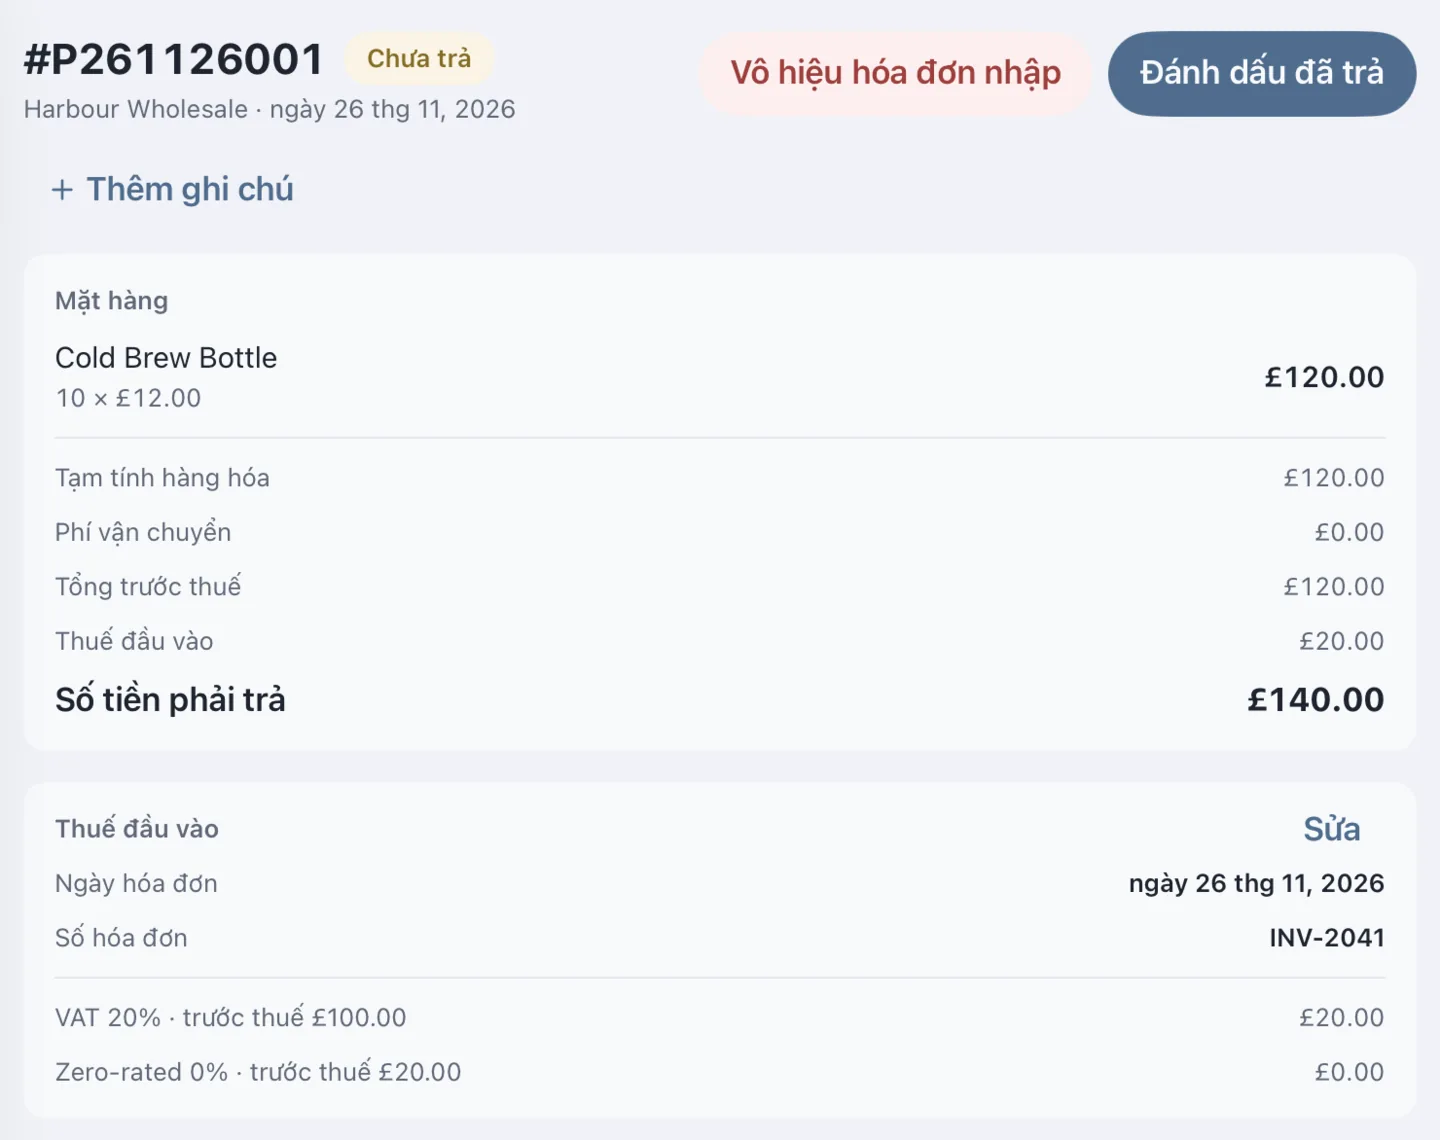 #P261126001 Chưa trả
Vô hiệu hóa đơn nhập Đánh dấu đã trả
Harbour Wholesale · ngày 26 thg 11, 2026
+ Thêm ghi chú
Mặt hàng
Cold Brew Bottle
10 × £12.00
£120.00
Tạm tính hàng hóa £120.00
Phí vận chuyển £0.00
Tổng trước thuế £120.00
Thuế đầu vào £20.00
Số tiền phải trả £140.00
Thuế đầu vào Sửa
Ngày hóa đơn ngày 26 thg 11, 2026
Số hóa đơn INV-2041
VAT 20% · trước thuế £100.00 £20.00
Zero-rated 0% · trước thuế £20.00 £0.00